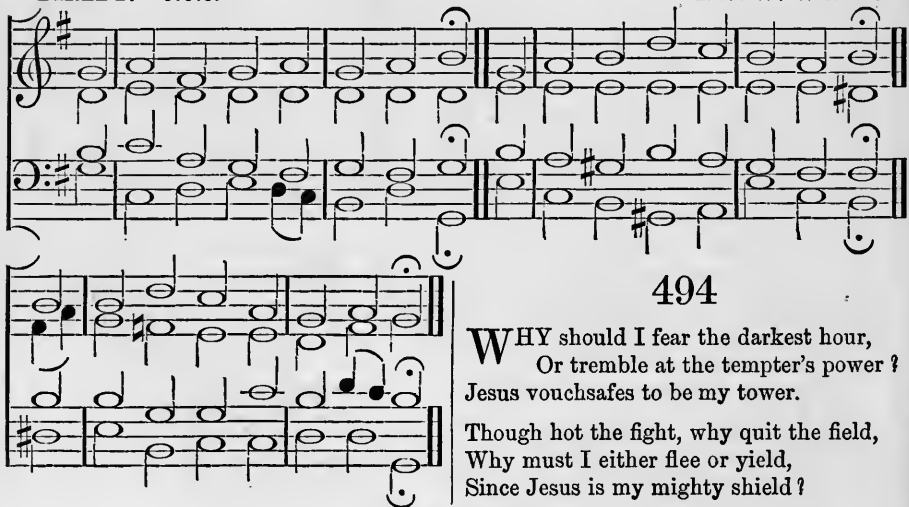 494
WHY should I fear the darkest hour,
Or tremble at the tempter's power?
Jesus vouchsafes to be my tower.
Though hot the fight, why quit the field,
Why must I either flee or yield,
Since Jesus is my mighty shield?